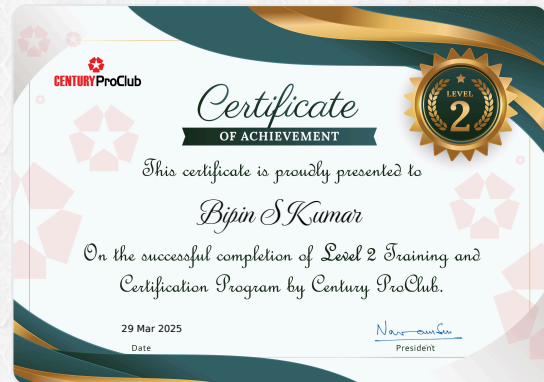 CENTURY ProClub
LEVEL
2
Certificate
OF ACHIEVEMENT
This certificate is proudly presented to
Bipin S Kumar
On the successful completion of Level 2 Training and
Certification Program by Century ProClub.
29 Mar 2025
Date
President